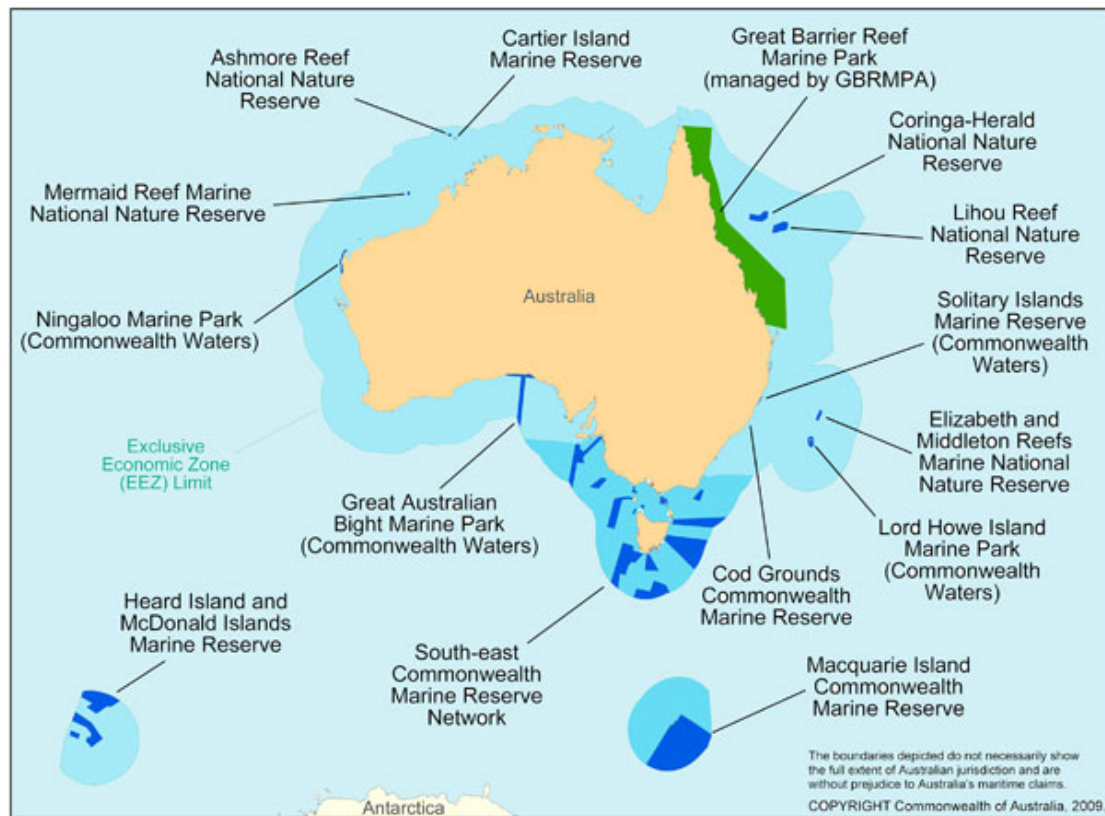 Ashmore Reef
National Nature
Reserve
Cartier Island
Marine Reserve
Great Barrier Reef
Marine Park
(managed by GBRMPA)
Coringa-Herald
National Nature
Reserve
Mermaid Reef Marine
National Nature Reserve
Lihou Reef
National Nature
Reserve
Australia
Ningaloo Marine Park
(Commonwealth Waters)
Solitary Islands
Marine Reserve
(Commonwealth
Waters)
Exclusive
Economic Zone
(EEZ) Limit
Elizabeth and
Middleton Reefs
Marine National
Nature Reserve
Great Australian
Bight Marine Park
(Commonwealth Waters)
Lord Howe Island
Marine Park
(Commonwealth
Waters)
Cod Grounds
Commonwealth
Marine Reserve
Heard Island and
McDonald Islands
Marine Reserve
South-east
Commonwealth
Marine Reserve
Network
Macquarie Island
Commonwealth
Marine Reserve
The boundaries depicted do not necessarily show
the full extent of Australian jurisdiction and are
without prejudice to Australia's maritime claims.
COPYRIGHT Commonwealth of Australia, 2009.
Antarctica